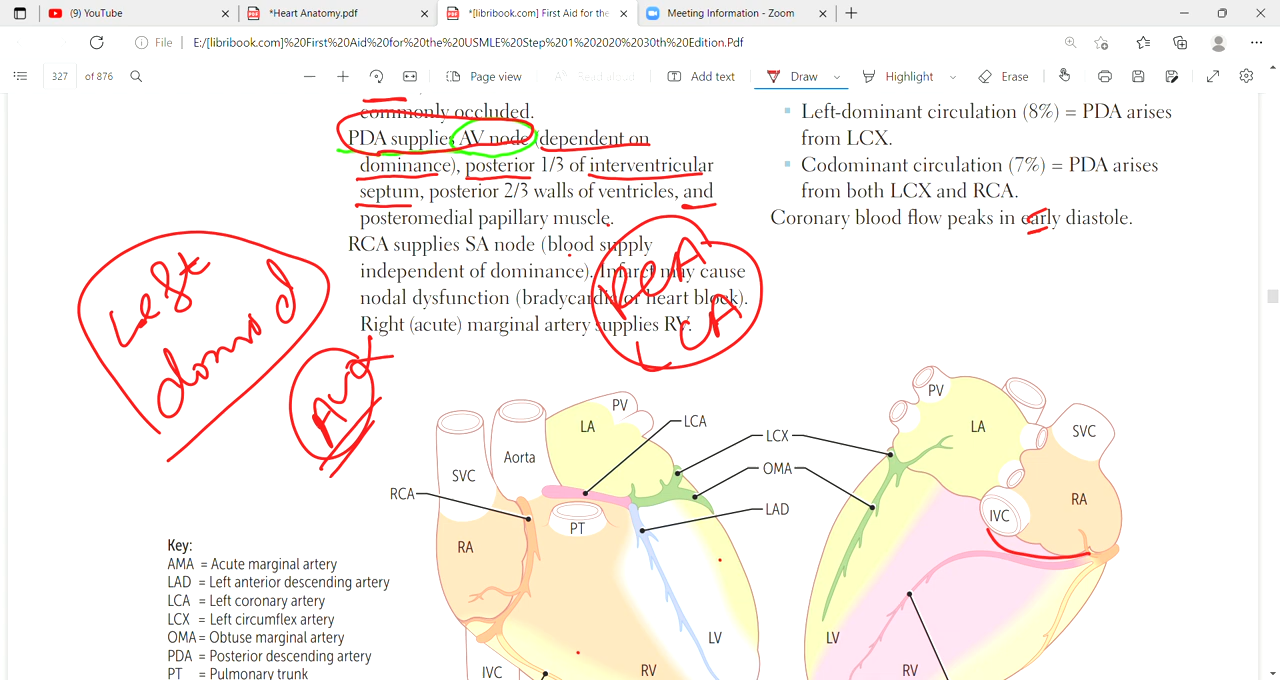 (9) YouTube
*Heart Anatomy.pdf
*[libribook.com] First Aid for the
Meeting Information - Zoom
File
E:/[libribook.com]%20First%20Aid%20for%20the%20USMLE%20Step%201%202020%2030th%20Edition.Pdf
327
of 876
Page view
Read aloud
Add text
Draw
Highlight
Erase
commonly occluded.
PDA supplies AV node (dependent on
dominance), posterior 1/3 of interventricular
septum, posterior 2/3 walls of ventricles, and
posteromedial papillary muscle.
RCA supplies SA node (blood supply
independent of dominance). Infarct may cause
nodal dysfunction (bradycardia or heart block).
Right (acute) marginal artery supplies RV.
Left-dominant circulation (8%) = PDA arises
from LCX.
Codominant circulation (7%) = PDA arises
from both LCX and RCA.
Coronary blood flow peaks in early diastole.
Left
RCA
LCA
SVC
Aorta
LA
PV
LCA
RCA
PT
RA
IVC
RV
LV
LCX
OMA
LAD
PV
LA
SVC
RA
IVC
LV
RV
Key:
AMA = Acute marginal artery
LAD = Left anterior descending artery
LCA = Left coronary artery
LCX = Left circumflex artery
OMA = Obtuse marginal artery
PDA = Posterior descending artery
PT = Pulmonary trunk